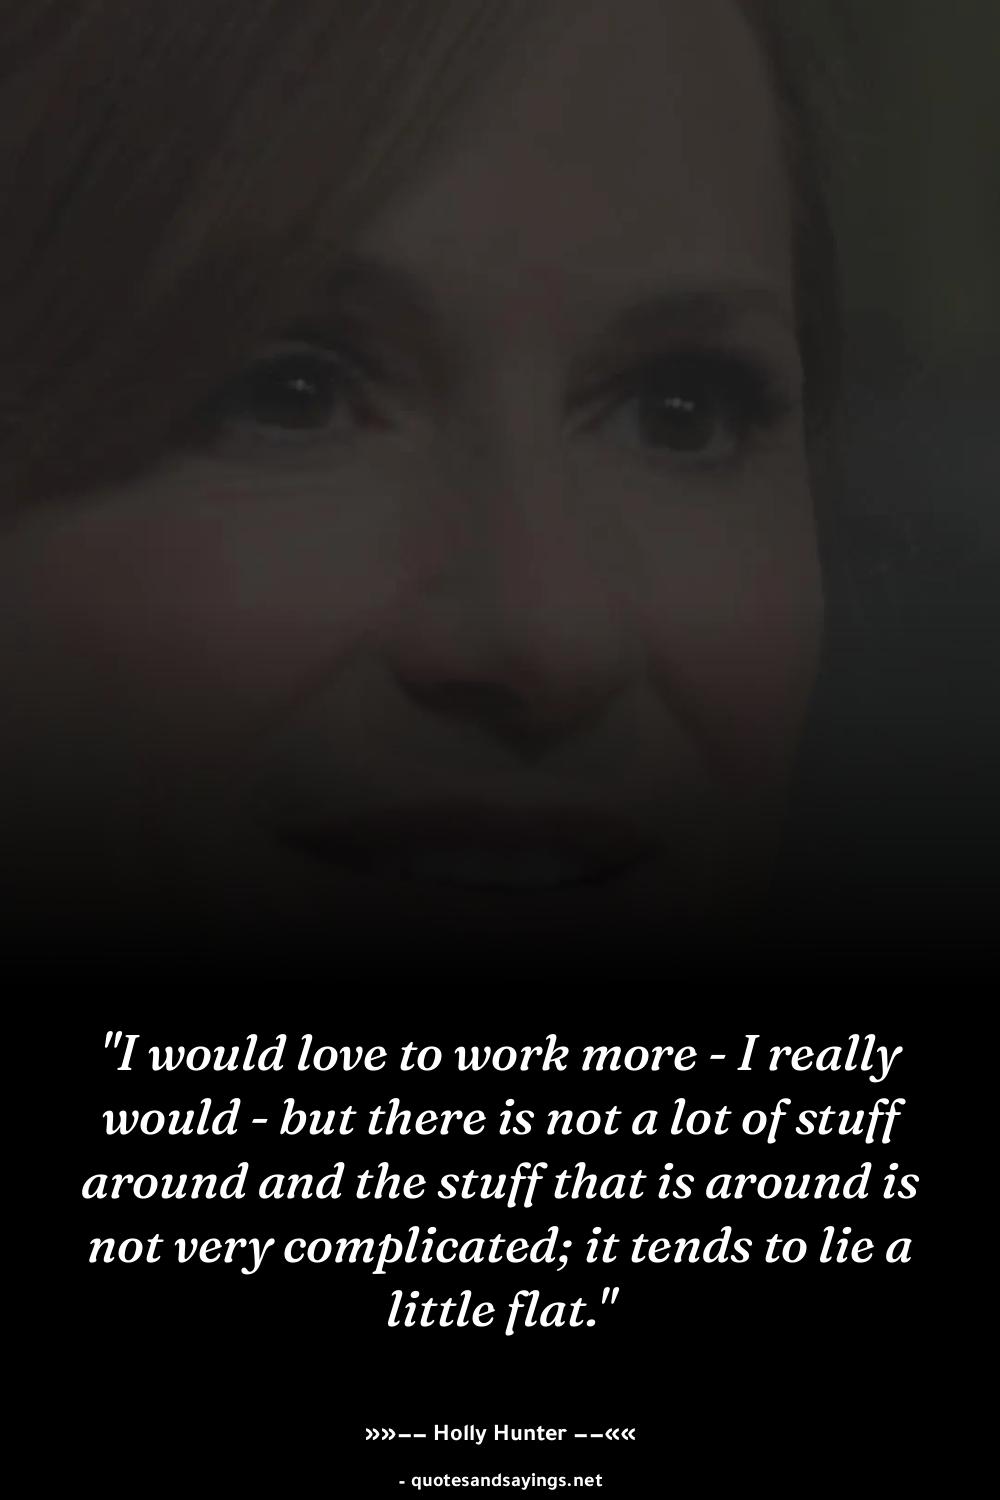 "I would love to work more - I really
would - but there is not a lot of stuff
around and the stuff that is around is
not very complicated; it tends to lie a
little flat."
»»–– Holly Hunter ––««
- quotesandsayings.net